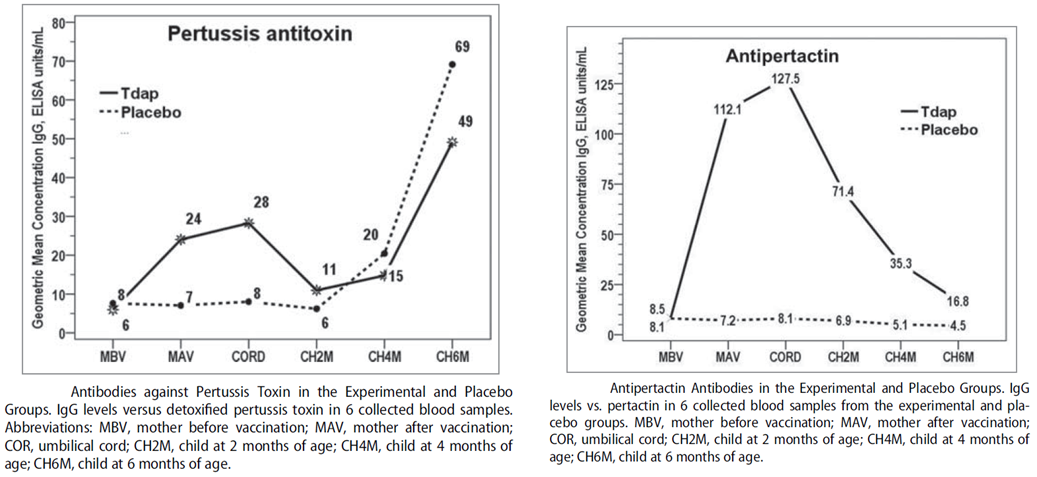 Pertussis antitoxin
Geometric Mean Concentration IgG, ELISA units/mL
80
70
60
50
40
30
20
10
0
Tdap
Placebo
...
69
49
28
24
20
15
11
8
7
8
6
6
MBV
MAV
CORD
CH2M
CH4M
CH6M
Antibodies against Pertussis Toxin in the Experimental and Placebo
Groups. IgG levels versus detoxified pertussis toxin in 6 collected blood samples.
Abbreviations: MBV, mother before vaccination; MAV, mother after vaccination;
COR, umbilical cord; CH2M, child at 2 months of age; CH4M, child at 4 months of
age; CH6M, child at 6 months of age.
Antipertactin
Geometric Mean Concentration IgG, ELISA units/mL
125
100
75
50
25
0
Tdap
Placebo
127.5
112.1
71.4
35.3
16.8
8.5
8.1
7.2
8.1
6.9
5.1
4.5
MBV
MAV
CORD
CH2M
CH4M
CH6M
Antipertactin Antibodies in the Experimental and Placebo Groups. IgG
levels vs. pertactin in 6 collected blood samples from the experimental and pla-
cebo groups. MBV, mother before vaccination; MAV, mother after vaccination;
COR, umbilical cord; CH2M, child at 2 months of age; CH4M, child at 4 months of
age; CH6M, child at 6 months of age.